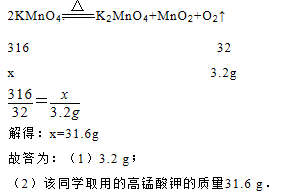 2KMnO4 =△= K2MnO4+MnO2+O2↑
316 32
x 3.2g
316/32=x/3.2g
解得：x=31.6g
故答为：（1）3.2 g；
（2）该同学取用的高锰酸钾的质量31.6 g．